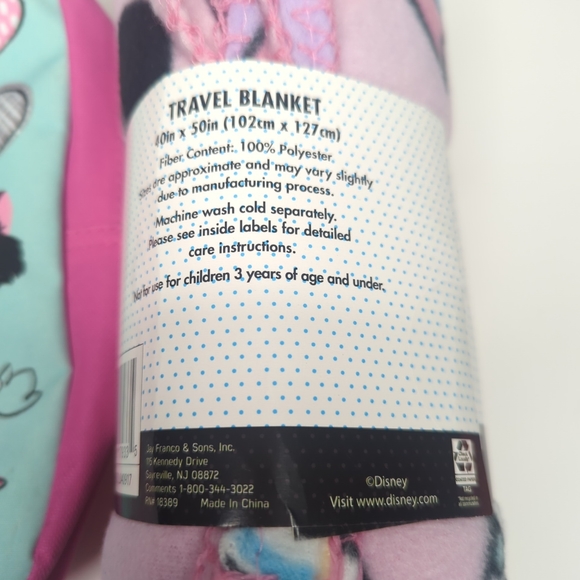 TRAVEL BLANKET
40in x 50in (102cm x 127cm)
Fiber Content: 100% Polyester.
are approximate and may vary slightly
due to manufacturing process.
Machine wash cold separately.
Please see inside labels for detailed
care instructions.
Not for use for children 3 years of age and under.
5
Jay Franco & Sons, Inc.
115 Kennedy Drive
Sayreville, NJ 08872
Comments 1-800-344-3022
RN# 18389 Made In China
©Disney
Visit www.disney.com
TAG